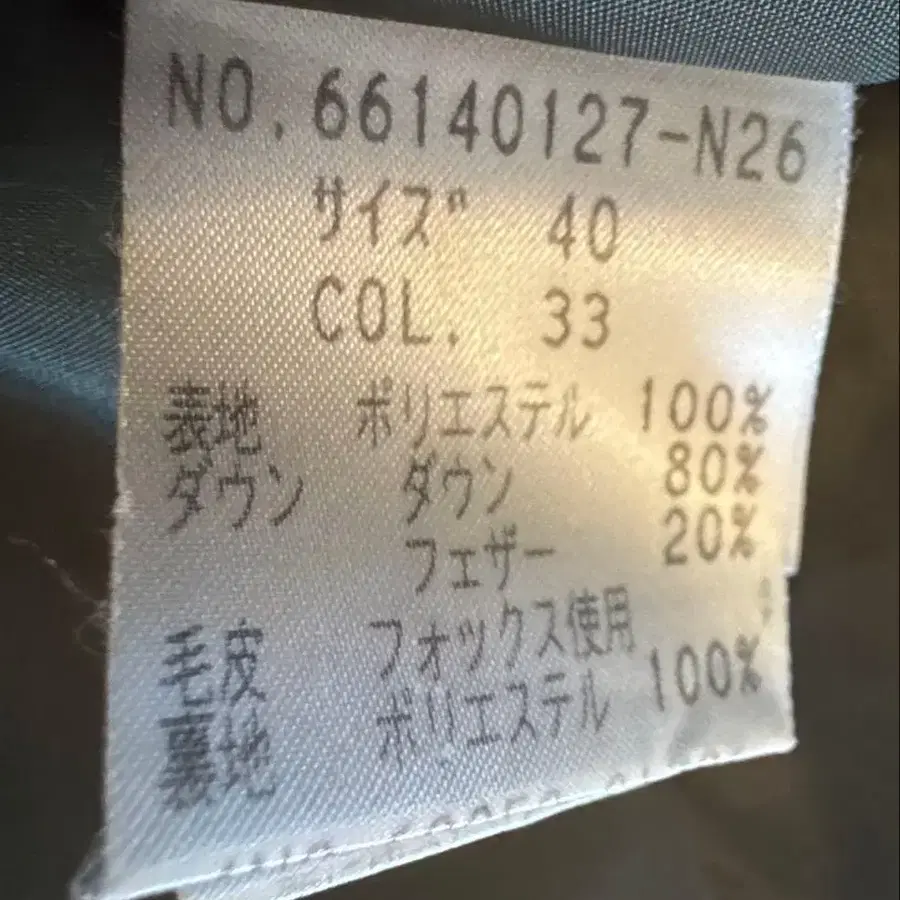 NO. 66140127-N26
サイズ 40
COL. 33
表地 ポリエステル 100%
ダウン ダウン 80%
フェザー 20%
毛皮 フォックス使用
裏地 ポリエステル 100%